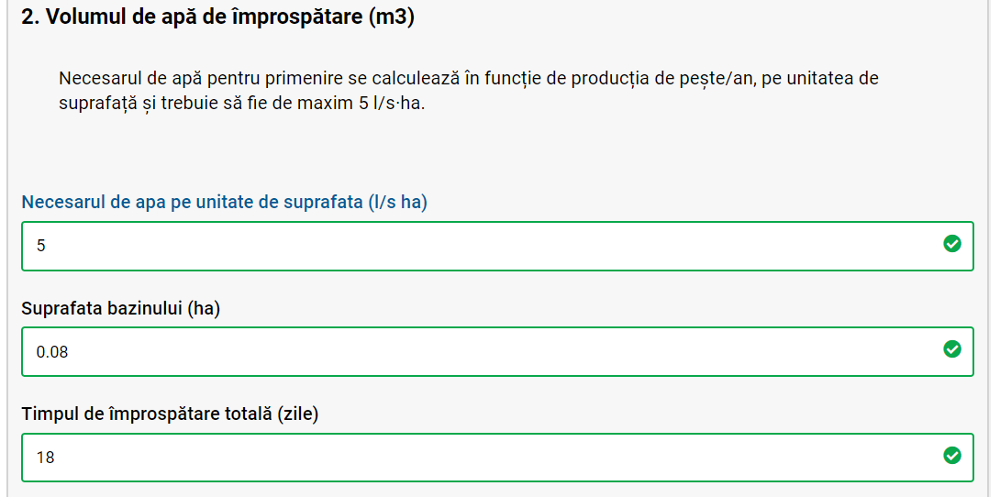 2. Volumul de apă de împrospătare (m3)
Necesarul de apă pentru primenire se calculează în funcție de producția de pește/an, pe unitatea de
suprafață și trebuie să fie de maxim 5 l/s·ha.
Necesarul de apa pe unitate de suprafata (l/s ha)
5
Suprafata bazinului (ha)
0.08
Timpul de împrospătare totală (zile)
18